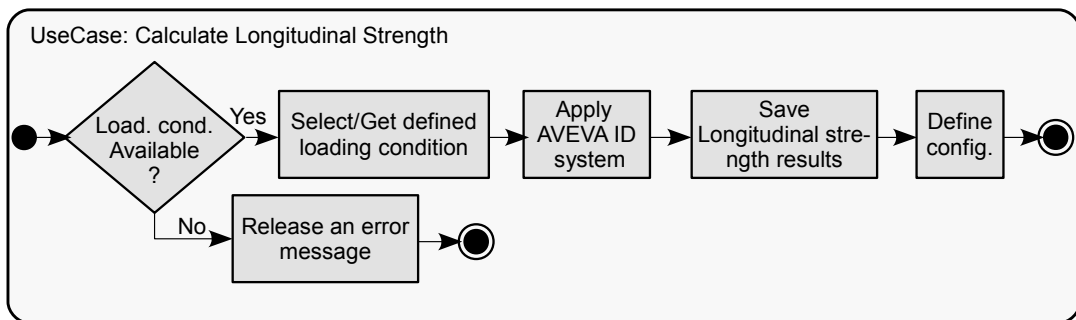 UseCase: Calculate Longitudinal Strength
Load. cond.
Available
?
Yes
Select/Get defined
loading condition
Apply
AVEVA ID
system
Save
Longitudinal stre-
ngth results
Define
config.
No
Release an error
message